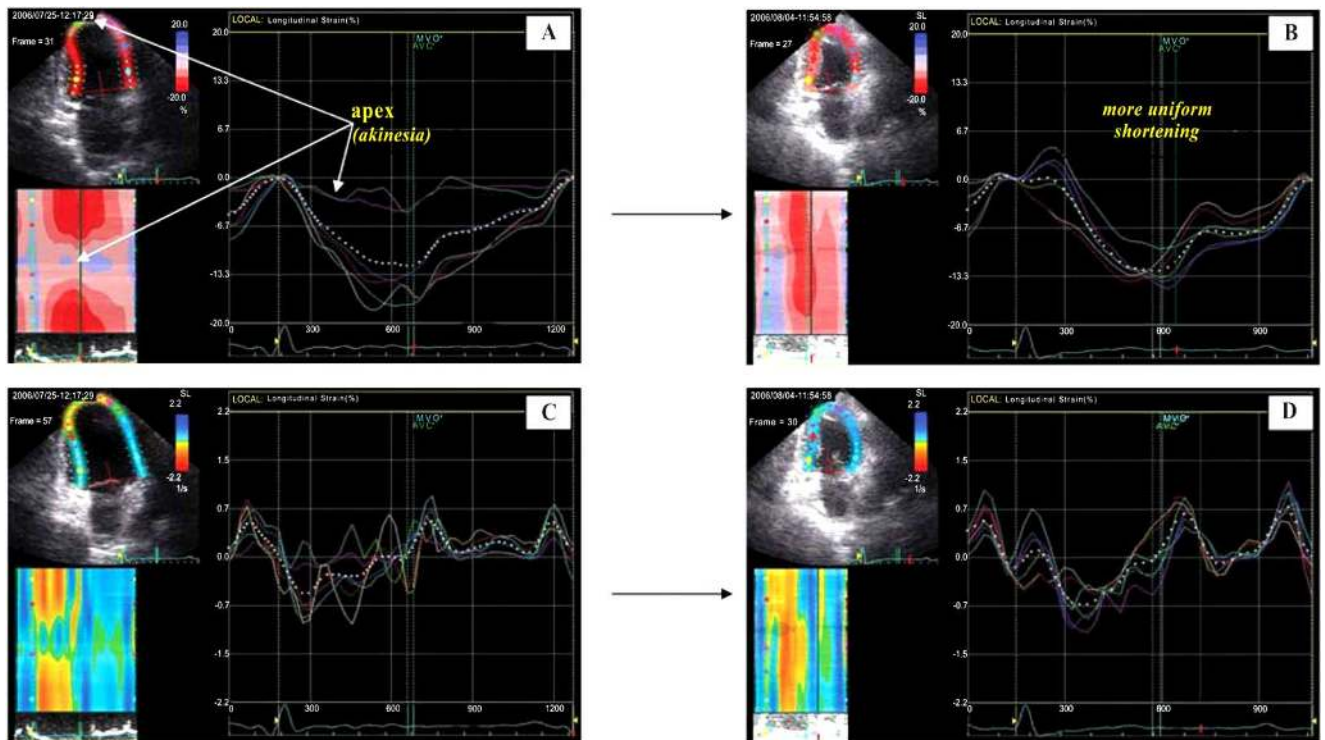 2006/07/25-12:17:29
Frame = 31
20.0
-20.0
%
LOCAL: Longitudinal Strain(%)
MVO*
AVC*
A
20.0
13.3
6.7
0.0
-6.7
-13.3
-20.0
0
300
600
900
1200
apex
(akinesia)
2006/08/04-11:54:58
SL
Frame = 27
20.0
-20.0
%
LOCAL: Longitudinal Strain(%)
MVO*
AVC*
B
20.0
13.3
6.7
0.0
-6.7
-13.3
-20.0
0
300
600
900
more uniform
shortening
2006/07/25-12:17:29
SL
Frame = 57
2.2
-2.2
1/s
LOCAL: Longitudinal Strain(%)
MVO*
AVC*
C
2.2
1.5
0.7
0.0
-0.7
-1.5
-2.2
0
300
600
900
1200
2006/08/04-11:54:58
SL
Frame = 30
2.2
-2.2
1/s
LOCAL: Longitudinal Strain(%)
MVO*
D
2.2
1.5
0.7
0.0
-0.7
-1.5
-2.2
0
300
600
900